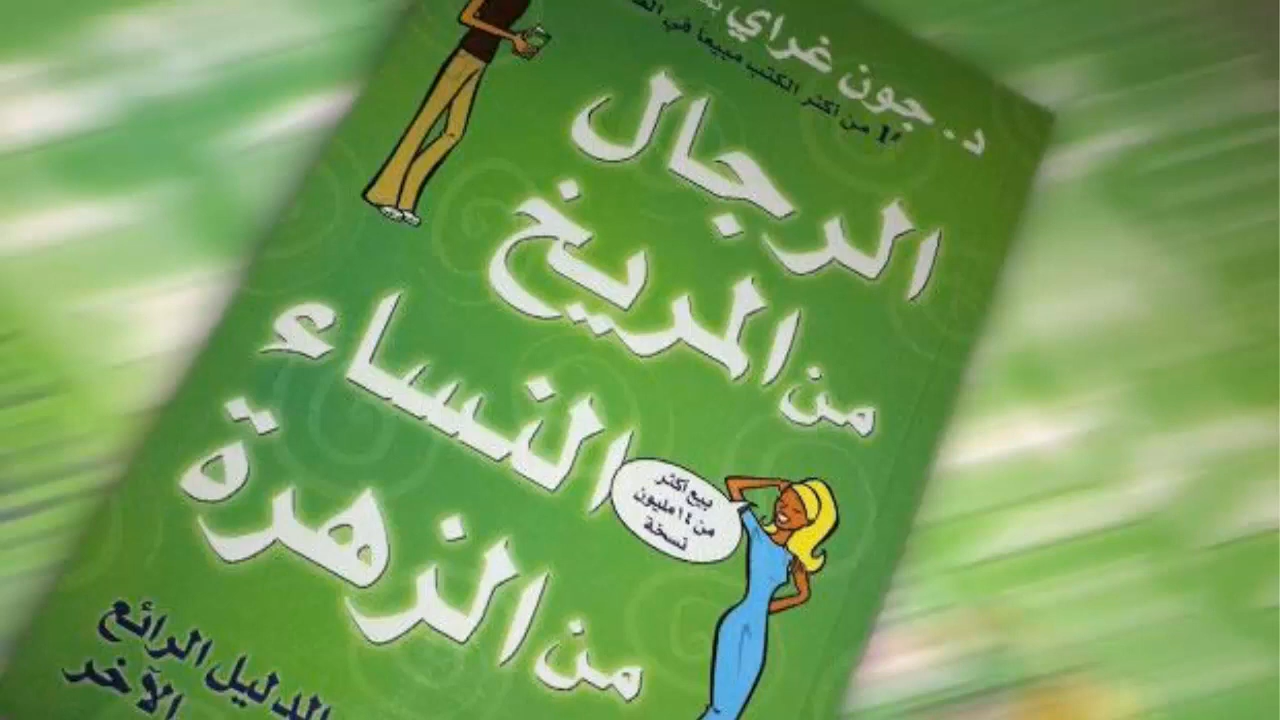 د. جون غراي
من أكثر الكتب مبيعاً في
الرجال
من المريخ
النساء
من الزهرة
بيع أكثر
من ١٤ مليون
نسخة
الدليل الرائع
الآخر